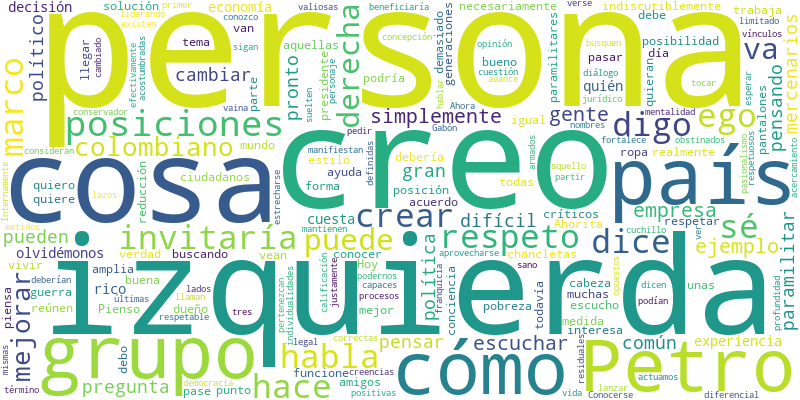 persona
creo
izquierda
cosa
país
Petro
grupo
cómo
posiciones
colombiano
derecha
marco
político
decisión
solución
economía
liderando
existen
primer
conozco
valiosas
beneficiaría
necesariamente
indiscutiblemente
verse
limitado
trabaja
vínculos
debe
posibilidad
mercenarios
va
pensando
pantalones
día
pasar
quién
quieran
diálogo
busquen
tocar
jurídico
esperar
mentalidad
paramilitares
generaciones
demasiado
bueno
podría
opinión
cuestión
avance
hablar
Ahora
concepción
aquellas
pronto
presidente
personaje
sigan
van
tema
cambiar
parte
vaina
suelten
llegar
cambiado
efectivamente
acostumbradas
conservador
mundo
consideran
Internamente
lazos
metidos
quiero
quiere
reducción
ciudadanos
estrecharse
manifiestan
estilo
ayuda
forma
definidas
pedir
Gabon
debería
gran
posición
acuerdo
cuesta
mantienen
simplemente
gente
igual
nombres
todas
armados
aquello
partir
críticos
Ahorita
difícil
respeto
crear
puede
invitaría
pueden
olvidémonos
mejorar
vivir
verdad
buscando
amplia
buena
deberían
guerra
rico
piensa
reúnen
últimas
Pienso
lados
llaman
dueño
respetable
tres
mismas
término
debo
pregunta
hace
pase
punto
democracia
positivas
amigos
creencias
funcione
legal
correctas
pensar
mejor
habla
conocer
vean
Hoy
podernos
capaces
procesos
justamente
calificación
individualidades
pertenezcan
política
franquicia
conciencia
escucho
pobreza
aprovecharse
chancletas
sano
todavía
medida
interesa
escuchar
común
cabeza
muchas
opuestos
dicen
podían
unas
experiencia
profundidad
residuales
lanzar
actuamos
vida
Conocerse
diferencial
paramilitar
ejemplo
empresa
sé
dice
ver
cuchillo
respetar
digo
ego
ropa
realmente
fortalece
obstinados
respetuosos
pasionalismo
acercamiento